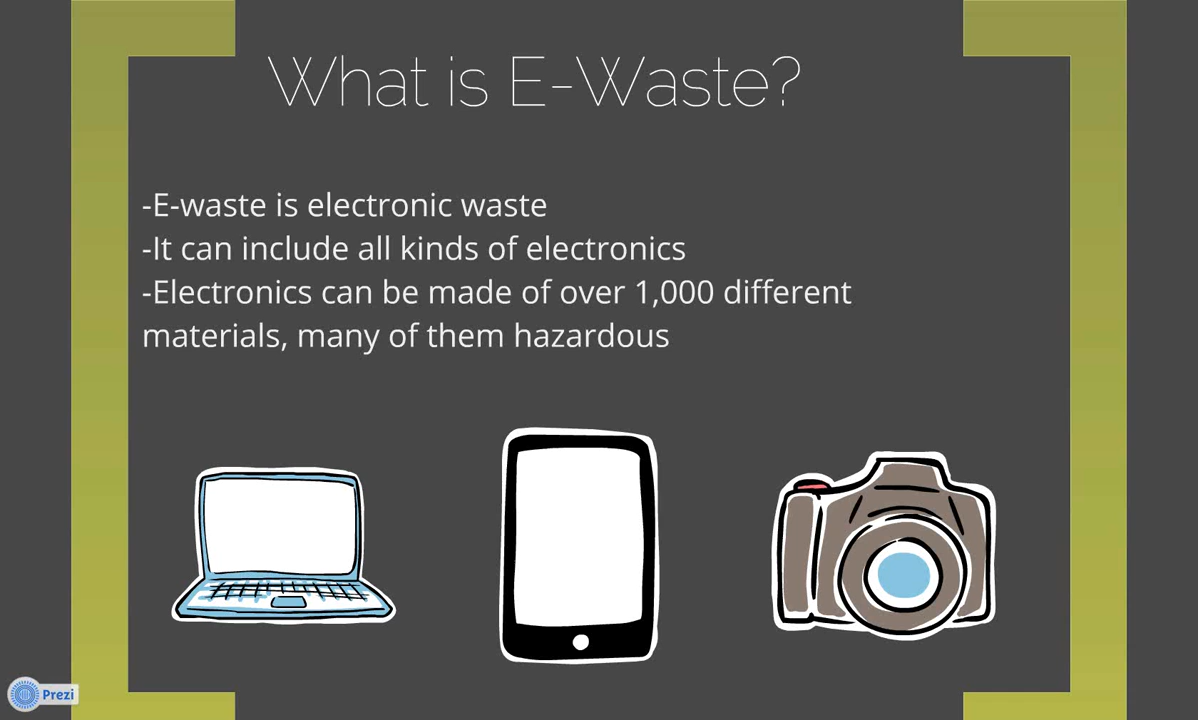 What is E-Waste?
-E-waste is electronic waste
-It can include all kinds of electronics
-Electronics can be made of over 1,000 different
materials, many of them hazardous
Prezi